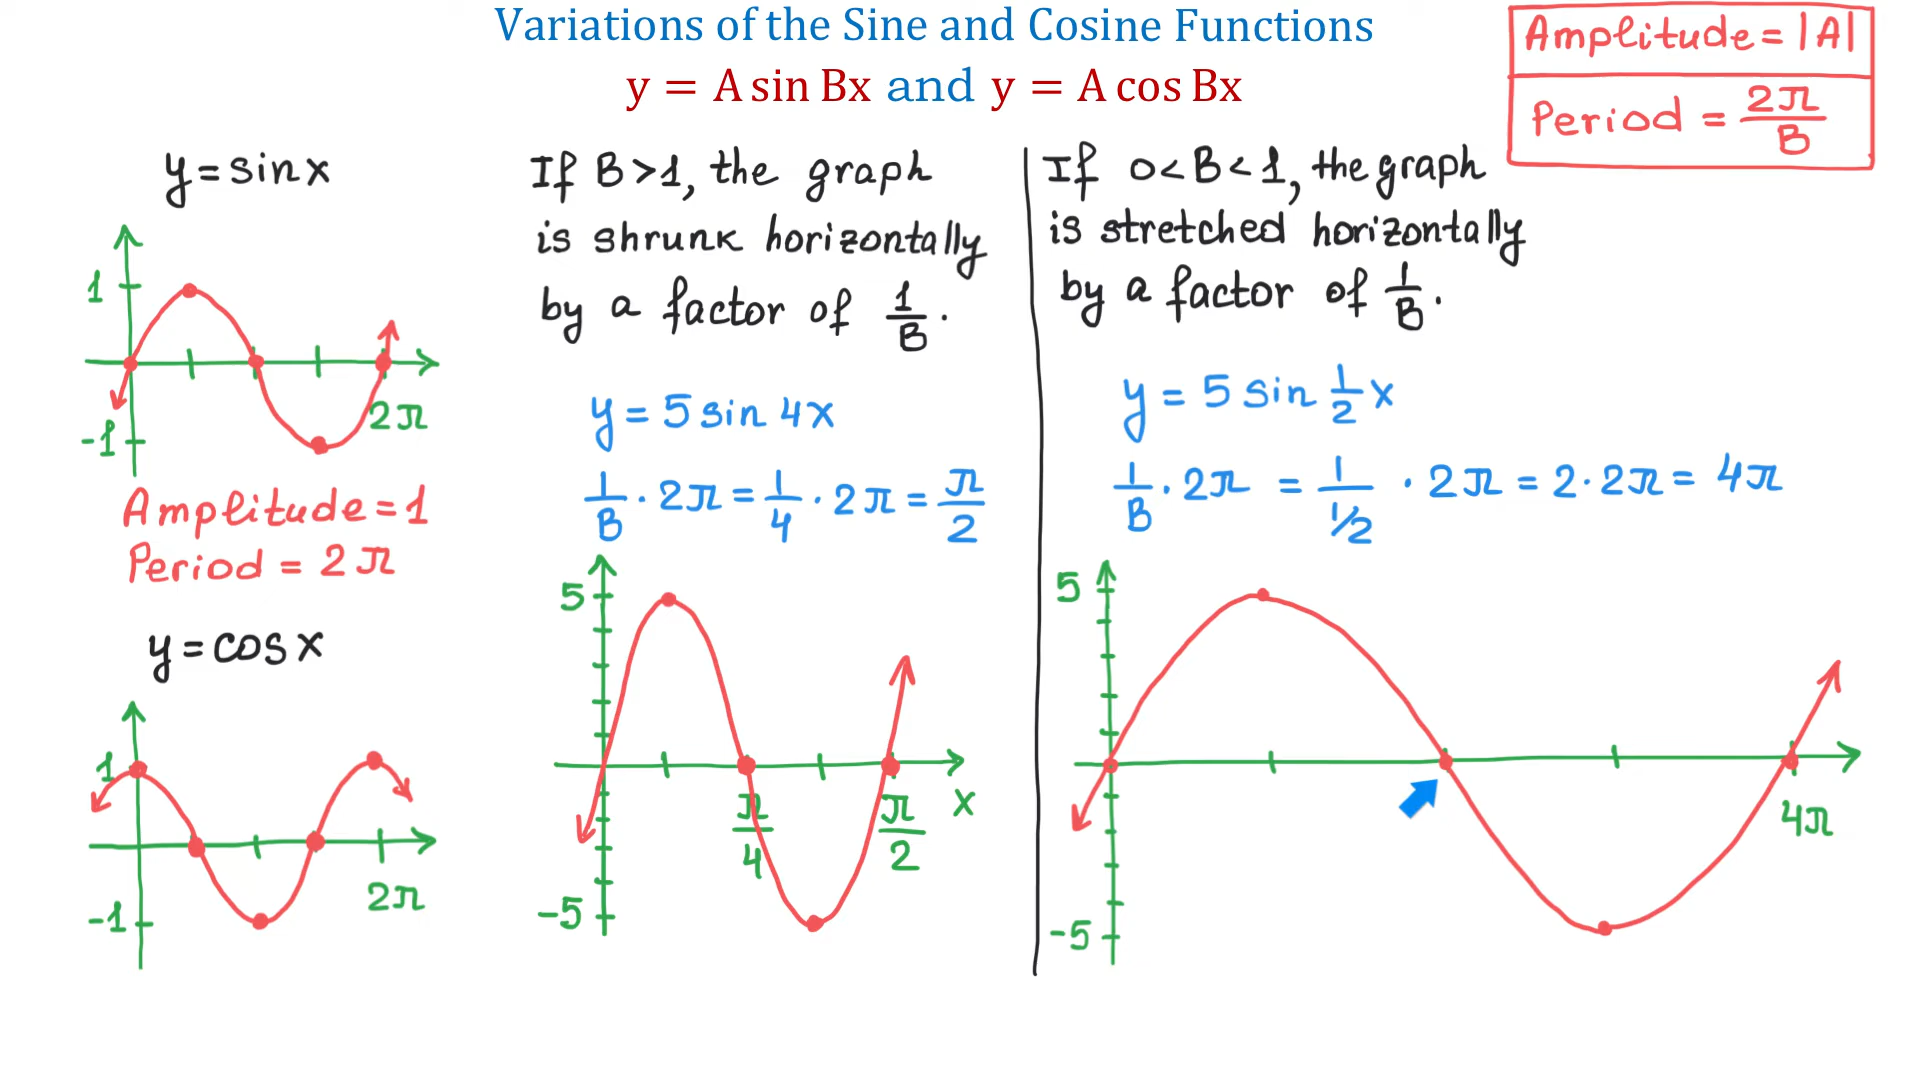 Variations of the Sine and Cosine Functions
y = A sin Bx and y = A cos Bx
Amplitude = |A|
Period = 2π/B
y = sin x
1
-1
2π
Amplitude = 1
Period = 2π
y = cos x
1
-1
2π
If B > 1, the graph
is shrunk horizontally
by a factor of 1/B.
y = 5 sin 4x
1/B · 2π = 1/4 · 2π = π/2
5
-5
π/4
π/2
x
If 0 < B < 1, the graph
is stretched horizontally
by a factor of 1/B.
y = 5 sin 1/2 x
1/B · 2π = 1/(1/2) · 2π = 2 · 2π = 4π
5
-5
4π